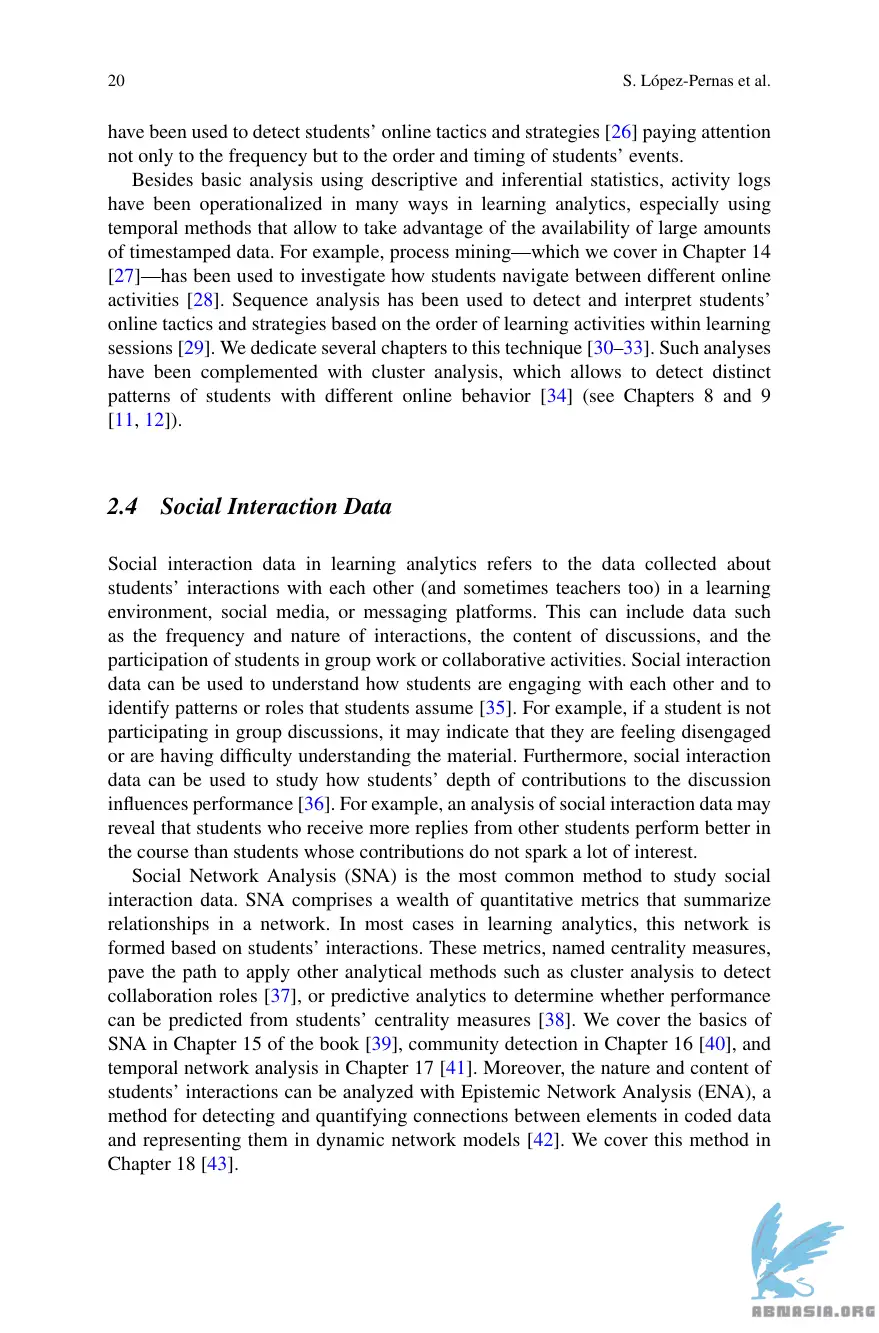 20
S. López-Pernas et al.
have been used to detect students’ online tactics and strategies [26] paying attention
not only to the frequency but to the order and timing of students’ events.
Besides basic analysis using descriptive and inferential statistics, activity logs
have been operationalized in many ways in learning analytics, especially using
temporal methods that allow to take advantage of the availability of large amounts
of timestamped data. For example, process mining—which we cover in Chapter 14
[27]—has been used to investigate how students navigate between different online
activities [28]. Sequence analysis has been used to detect and interpret students’
online tactics and strategies based on the order of learning activities within learning
sessions [29]. We dedicate several chapters to this technique [30–33]. Such analyses
have been complemented with cluster analysis, which allows to detect distinct
patterns of students with different online behavior [34] (see Chapters 8 and 9
[11, 12]).
2.4 Social Interaction Data
Social interaction data in learning analytics refers to the data collected about
students’ interactions with each other (and sometimes teachers too) in a learning
environment, social media, or messaging platforms. This can include data such
as the frequency and nature of interactions, the content of discussions, and the
participation of students in group work or collaborative activities. Social interaction
data can be used to understand how students are engaging with each other and to
identify patterns or roles that students assume [35]. For example, if a student is not
participating in group discussions, it may indicate that they are feeling disengaged
or are having difficulty understanding the material. Furthermore, social interaction
data can be used to study how students’ depth of contributions to the discussion
influences performance [36]. For example, an analysis of social interaction data may
reveal that students who receive more replies from other students perform better in
the course than students whose contributions do not spark a lot of interest.
Social Network Analysis (SNA) is the most common method to study social
interaction data. SNA comprises a wealth of quantitative metrics that summarize
relationships in a network. In most cases in learning analytics, this network is
formed based on students’ interactions. These metrics, named centrality measures,
pave the path to apply other analytical methods such as cluster analysis to detect
collaboration roles [37], or predictive analytics to determine whether performance
can be predicted from students’ centrality measures [38]. We cover the basics of
SNA in Chapter 15 of the book [39], community detection in Chapter 16 [40], and
temporal network analysis in Chapter 17 [41]. Moreover, the nature and content of
students’ interactions can be analyzed with Epistemic Network Analysis (ENA), a
method for detecting and quantifying connections between elements in coded data
and representing them in dynamic network models [42]. We cover this method in
Chapter 18 [43].
ABNASIA.ORG